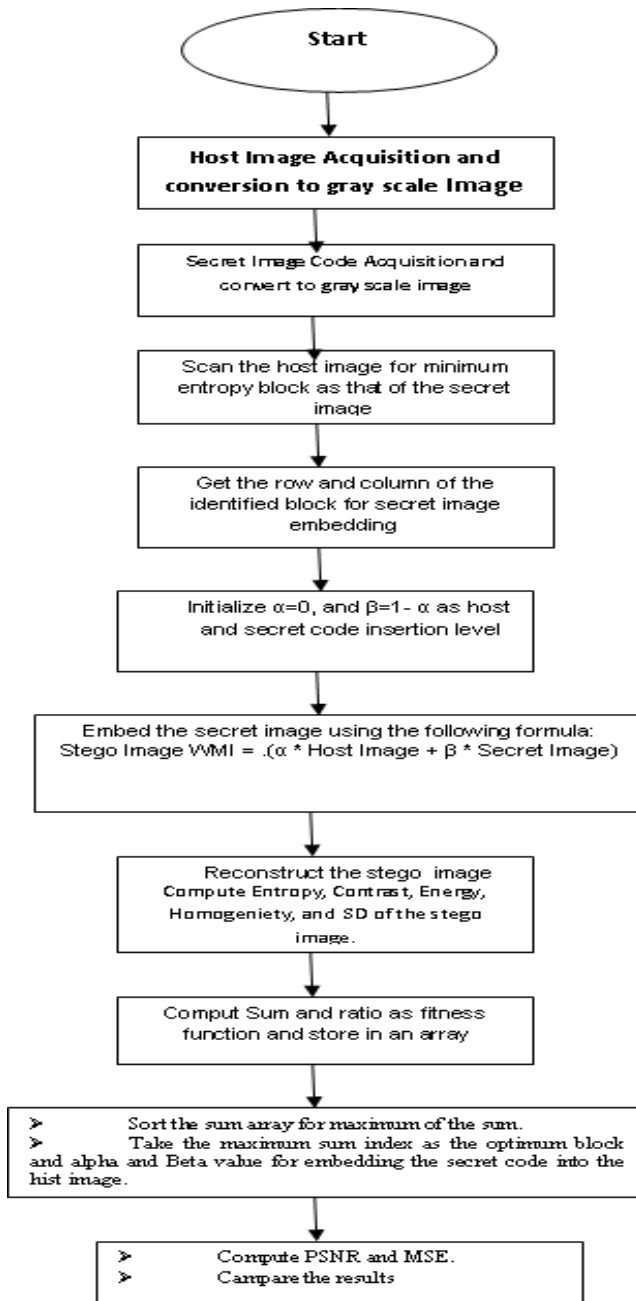 Start
Host Image Acquisition and
conversion to gray scale Image
Secret Image Code Acquisition and
convert to gray scale image
Scan the host image for minimum
entropy block as that of the secret
image
Get the row and column of the
identified block for secret image
embedding
Initialize α=0, and β=1- α as host
and secret code insertion level
Embed the secret image using the following formula:
Stego Image WMI = .(α * Host Image + β * Secret Image)
Reconstruct the stego image
Compute Entropy, Contrast, Energy,
Homogeniety, and SD of the stego
image.
Comput Sum and ratio as fitness
function and store in an array
➤ Sort the sum array for maximum of the sum.
➤ Take the maximum sum index as the optimum block
and alpha and Beta value for embedding the secret code into the
hist image.
➤ Compute PSNR and MSE.
➤ Campare the results